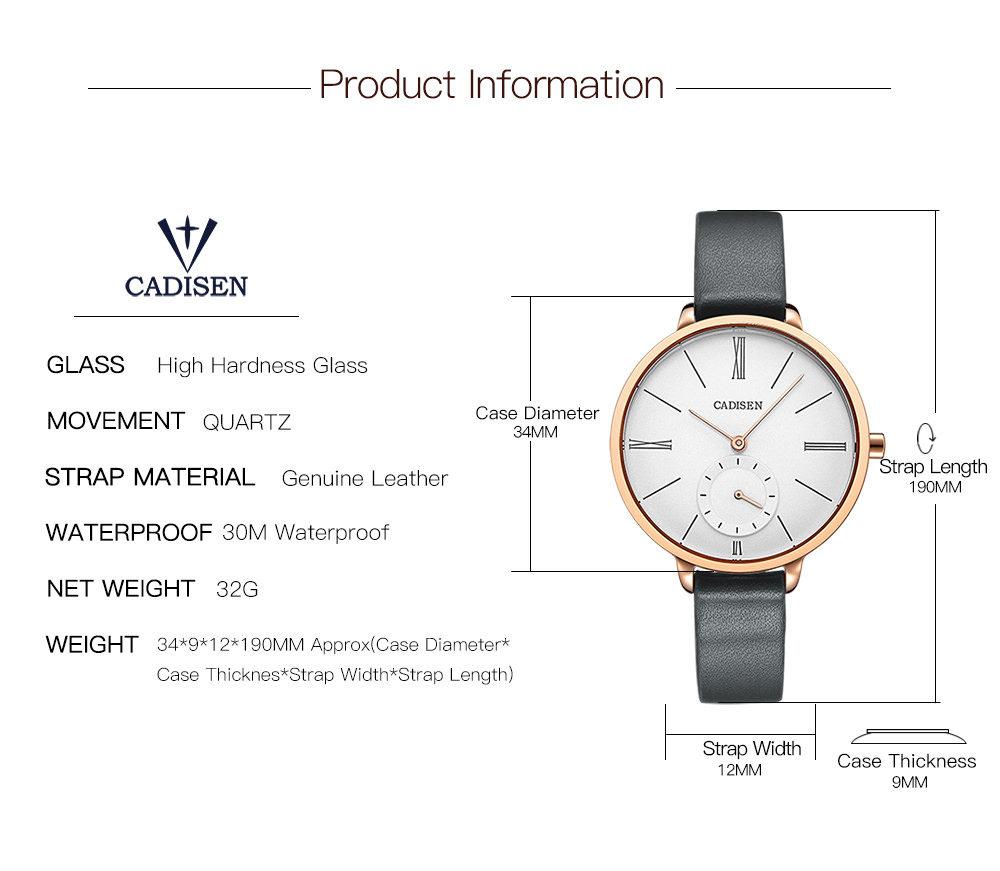 Product Information
CADISEN
GLASS High Hardness Glass
MOVEMENT QUARTZ
STRAP MATERIAL Genuine Leather
WATERPROOF 30M Waterproof
NET WEIGHT 32G
WEIGHT 34*9*12*190MM Approx(Case Diameter*
Case Thicknes*Strap Width*Strap Length)
Case Diameter
34MM
XII
CADISEN
Strap Length
190MM
Strap Width
12MM
Case Thickness
9MM